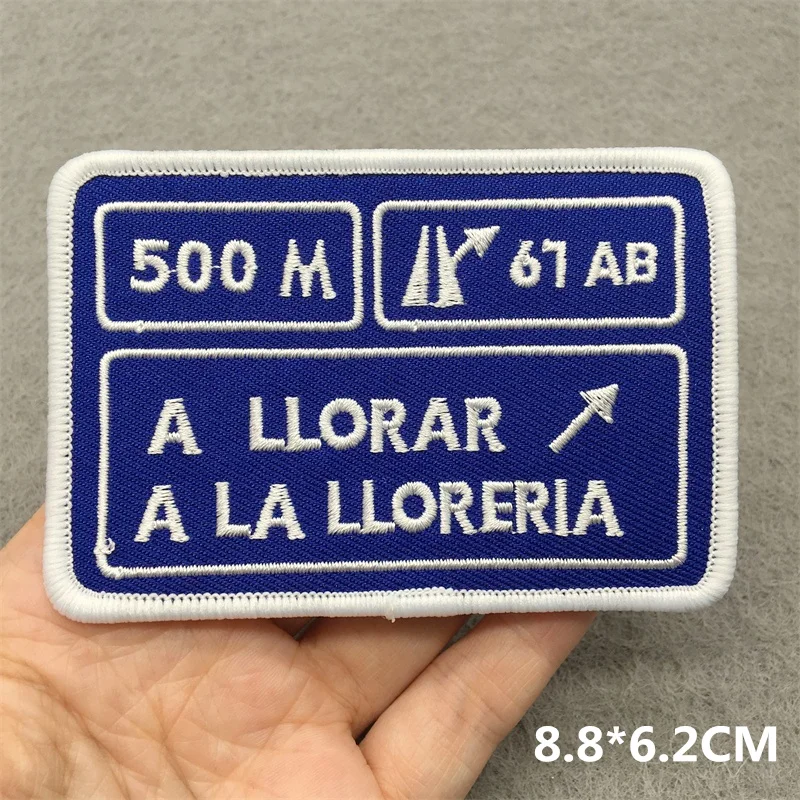 500 M
61 AB
A LLORAR
A LA LLORERIA
8.8*6.2CM